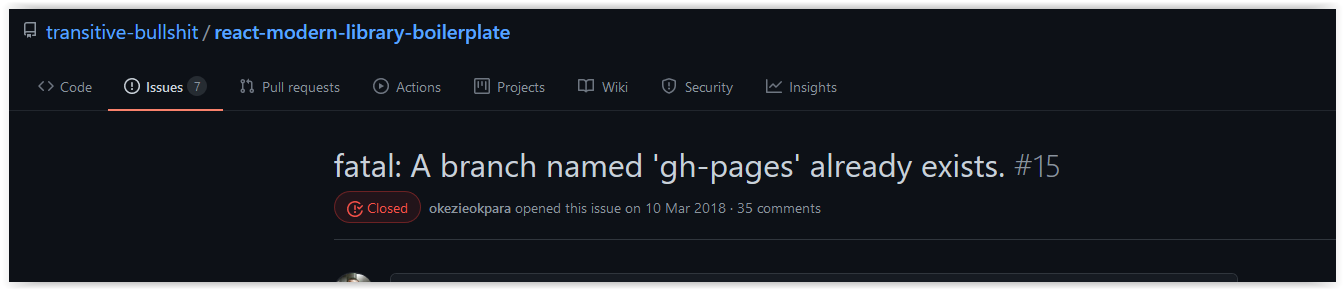 transitive-bullshit / react-modern-library-boilerplate
Code Issues 7 Pull requests Actions Projects Wiki Security Insights
fatal: A branch named 'gh-pages' already exists. #15
Closed okezieokpara opened this issue on 10 Mar 2018 · 35 comments